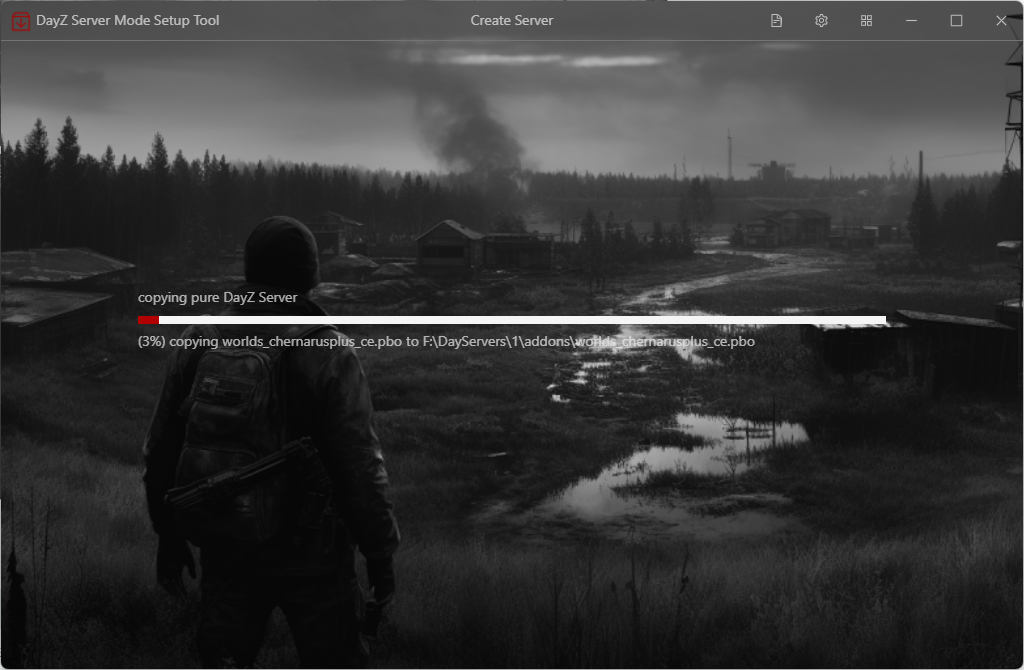 DayZ Server Mode Setup Tool
Create Server
copying pure DayZ Server
(3%) copying worlds_chernarusplus_ce.pbo to F:\DayServers\1\addons\worlds_chernarusplus_ce.pbo